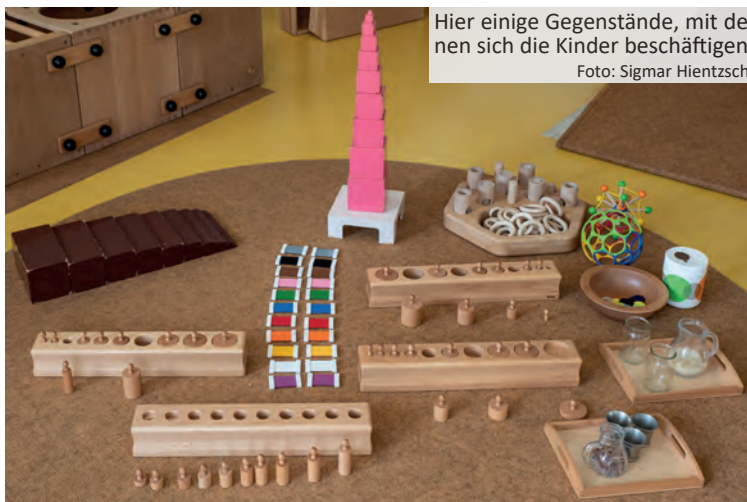 Hier einige Gegenstände, mit de
nen sich die Kinder beschäftigen
Foto: Sigmar Hientzsch